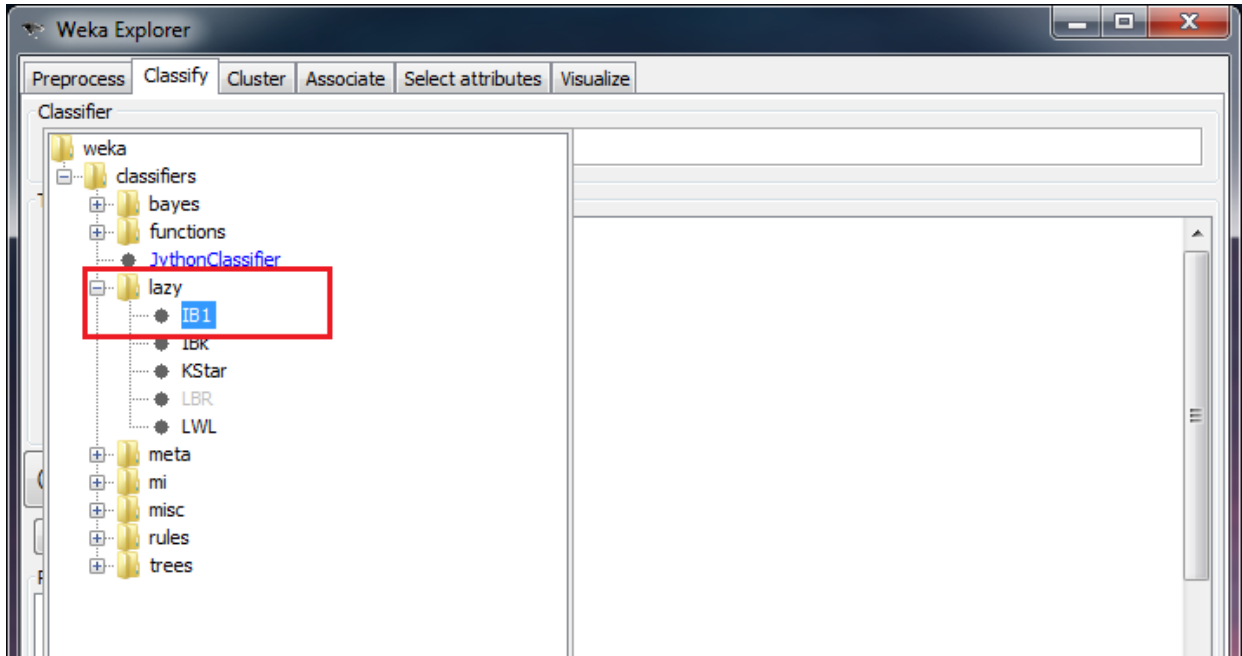 Weka Explorer
Preprocess Classify Cluster Associate Select attributes Visualize
Classifier
weka
classifiers
bayes
functions
JythonClassifier
lazy
IB1
IBk
KStar
LBR
LWL
meta
mi
misc
rules
trees